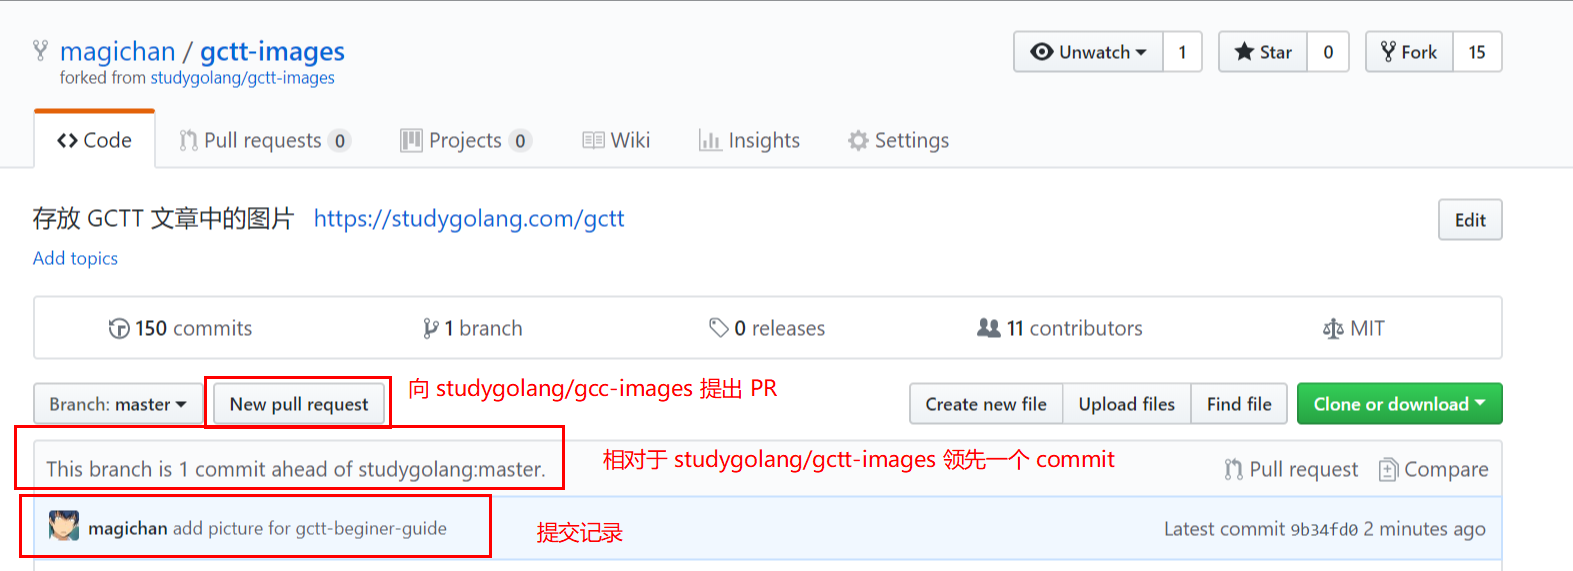 magichan / gctt-images
Unwatch 1
Star 0
Fork 15
forked from studygolang/gctt-images
Code
Pull requests 0
Projects 0
Wiki
Insights
Settings
存放 GCTT 文章中的图片 https://studygolang.com/gctt
Edit
Add topics
150 commits
1 branch
0 releases
11 contributors
MIT
Branch: master
New pull request
向 studygolang/gcc-images 提出 PR
Create new file
Upload files
Find file
Clone or download
This branch is 1 commit ahead of studygolang:master.
相对于 studygolang/gctt-images 领先一个 commit
Pull request
Compare
magichan add picture for gctt-beginer-guide
提交记录
Latest commit 9b34fd0 2 minutes ago